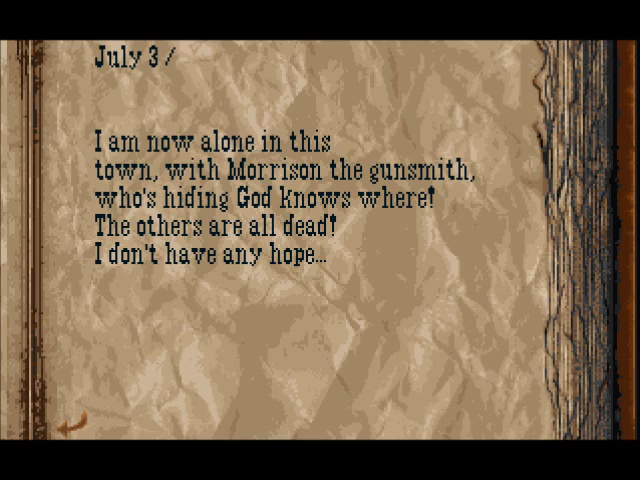 July 3 /
I am now alone in this
town, with Morrison the gunsmith,
who's hiding God knows where!
The others are all dead!
I don't have any hope...